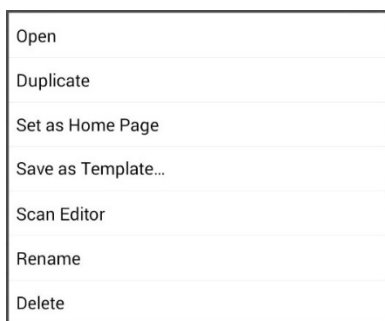 Open
Duplicate
Set as Home Page
Save as Template...
Scan Editor
Rename
Delete